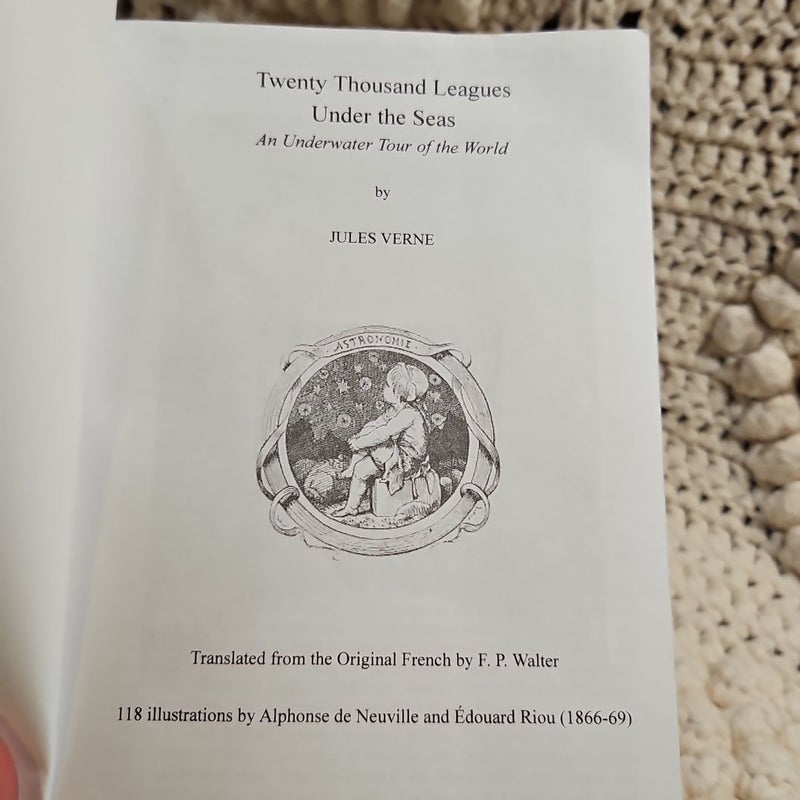 Twenty Thousand Leagues
Under the Seas
An Underwater Tour of the World
by
JULES VERNE
ASTRONOMIE
Translated from the Original French by F. P. Walter
118 illustrations by Alphonse de Neuville and Édouard Riou (1866-69)